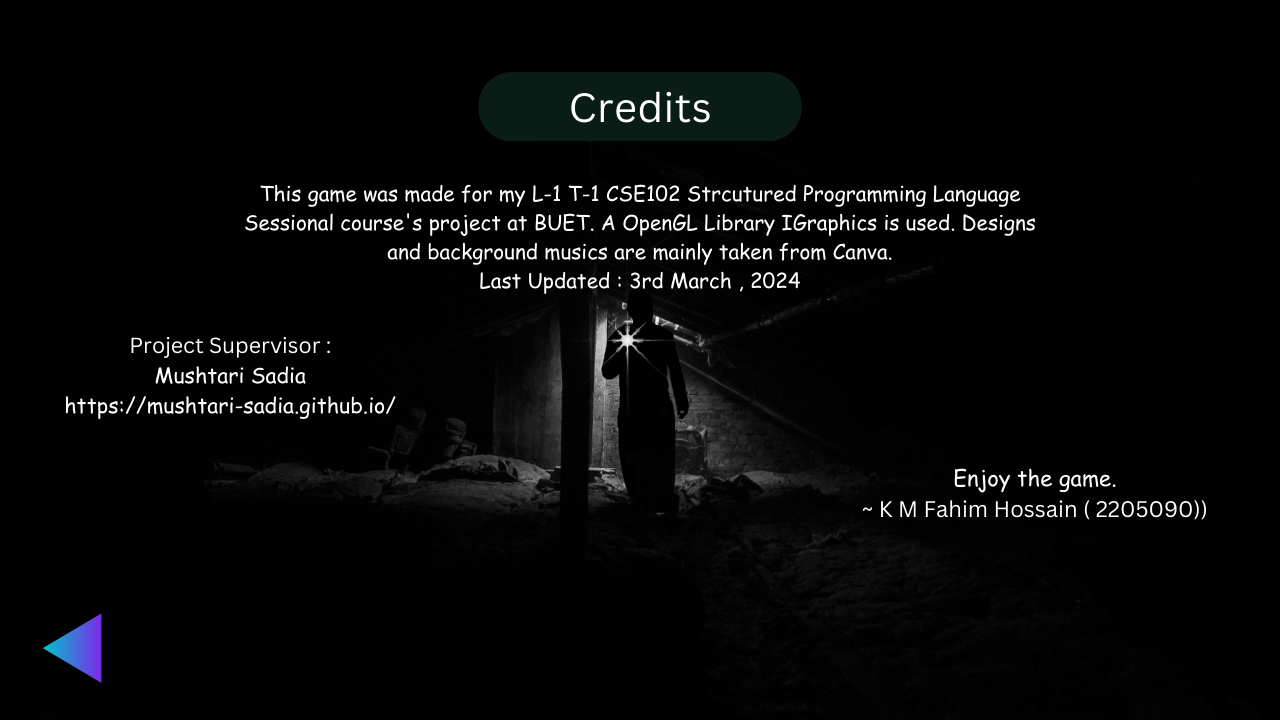 Credits
This game was made for my L-1 T-1 CSE102 Strcutured Programming Language
Sessional course's project at BUET. A OpenGL Library IGraphics is used. Designs
and background musics are mainly taken from Canva.
Last Updated : 3rd March , 2024
Project Supervisor :
Mushtari Sadia
https://mushtari-sadia.github.io/
Enjoy the game.
~ K M Fahim Hossain ( 2205090))